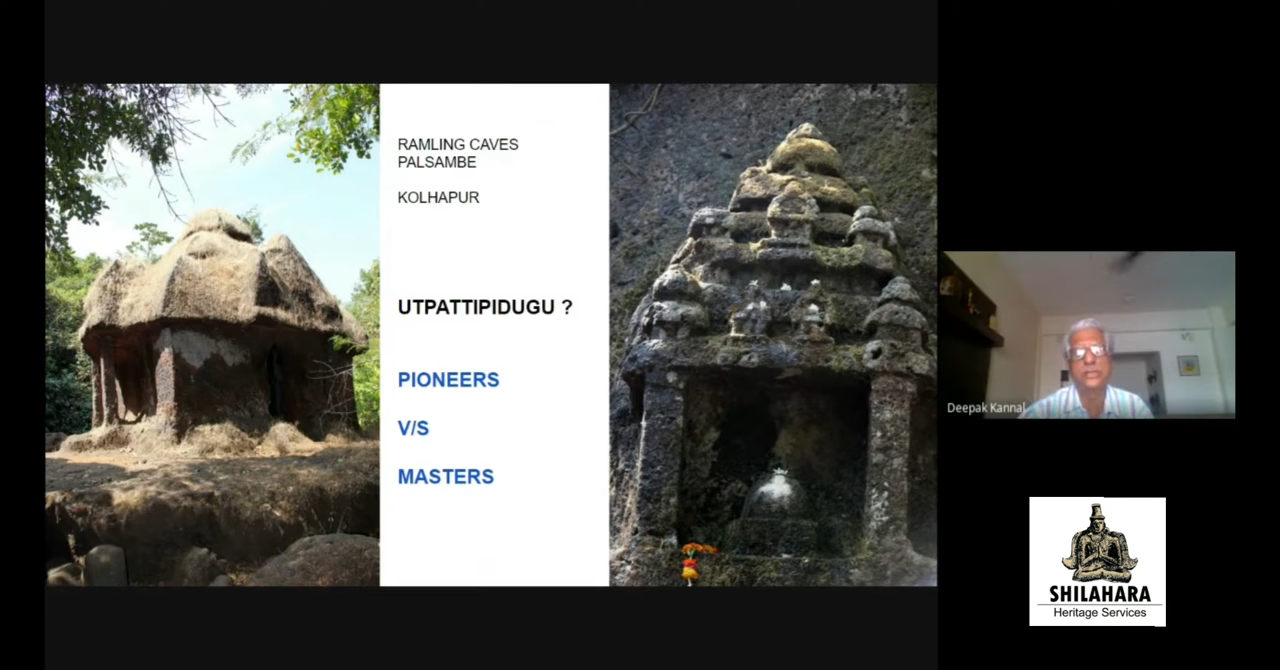 RAMLING CAVES
PALSAMBE
KOLHAPUR
UTPATTIPIDUGU ?
PIONEERS
V/S
MASTERS
Deepak Kannal
SHILAHARA
Heritage Services